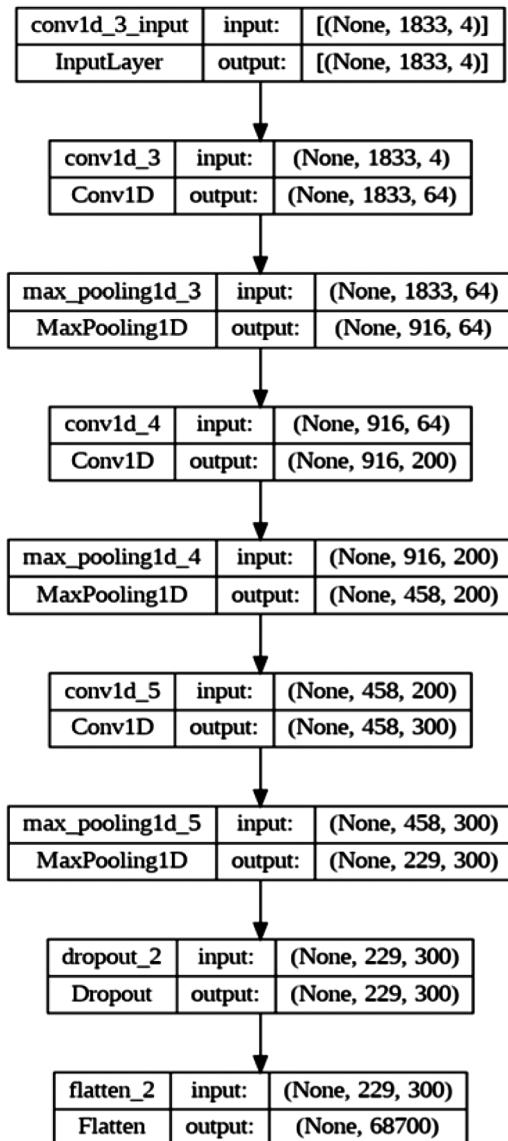 conv1d_3_input input: [(None, 1833, 4)]
InputLayer output: [(None, 1833, 4)]
conv1d_3 input: (None, 1833, 4)
Conv1D output: (None, 1833, 64)
max_pooling1d_3 input: (None, 1833, 64)
MaxPooling1D output: (None, 916, 64)
conv1d_4 input: (None, 916, 64)
Conv1D output: (None, 916, 200)
max_pooling1d_4 input: (None, 916, 200)
MaxPooling1D output: (None, 458, 200)
conv1d_5 input: (None, 458, 200)
Conv1D output: (None, 458, 300)
max_pooling1d_5 input: (None, 458, 300)
MaxPooling1D output: (None, 229, 300)
dropout_2 input: (None, 229, 300)
Dropout output: (None, 229, 300)
flatten_2 input: (None, 229, 300)
Flatten output: (None, 68700)